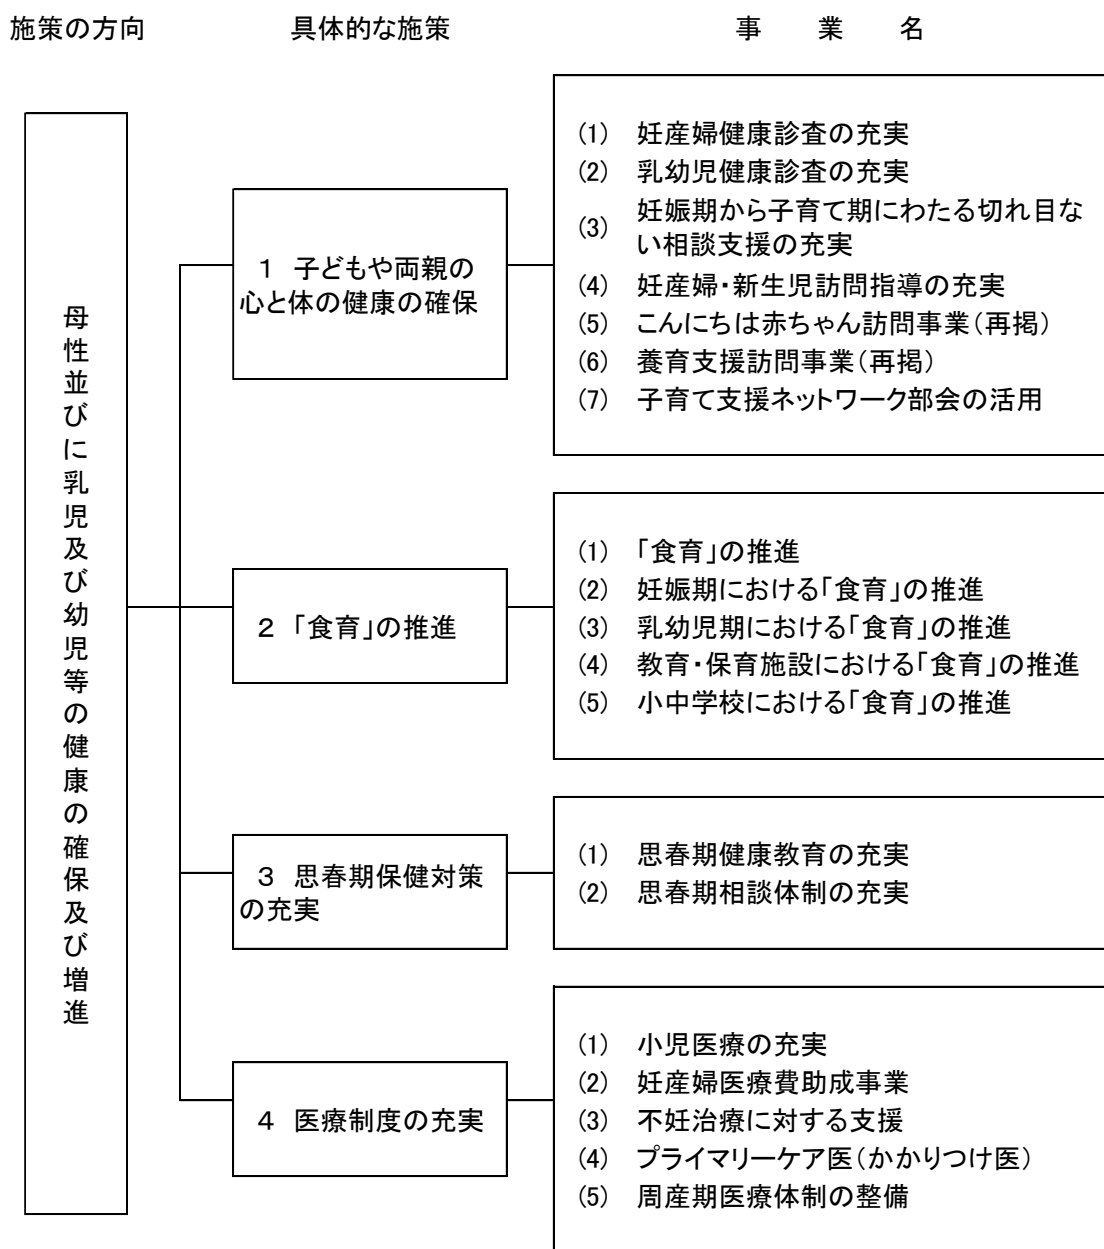 施策の方向　具体的な施策　事　業　名
母性並びに乳児及び幼児等の健康の確保及び増進
１　子どもや両親の
心と体の健康の確保
(1)　妊産婦健康診査の充実
(2)　乳幼児健康診査の充実
(3)　妊娠期から子育て期にわたる切れ目な
い相談支援の充実
(4)　妊産婦・新生児訪問指導の充実
(5)　こんにちは赤ちゃん訪問事業（再掲）
(6)　養育支援訪問事業（再掲）
(7)　子育て支援ネットワーク部会の活用
２　「食育」の推進
(1)　「食育」の推進
(2)　妊娠期における「食育」の推進
(3)　乳幼児期における「食育」の推進
(4)　教育・保育施設における「食育」の推進
(5)　小中学校における「食育」の推進
３　思春期保健対策
の充実
(1)　思春期健康教育の充実
(2)　思春期相談体制の充実
４　医療制度の充実
(1)　小児医療の充実
(2)　妊産婦医療費助成事業
(3)　不妊治療に対する支援
(4)　プライマリーケア医（かかりつけ医）
(5)　周産期医療体制の整備